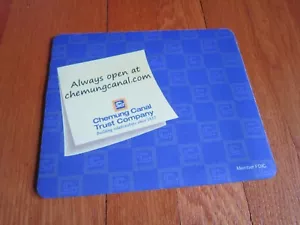 Always open at
chemungcanal.com
Chemung Canal
Trust Company
Member FDIC